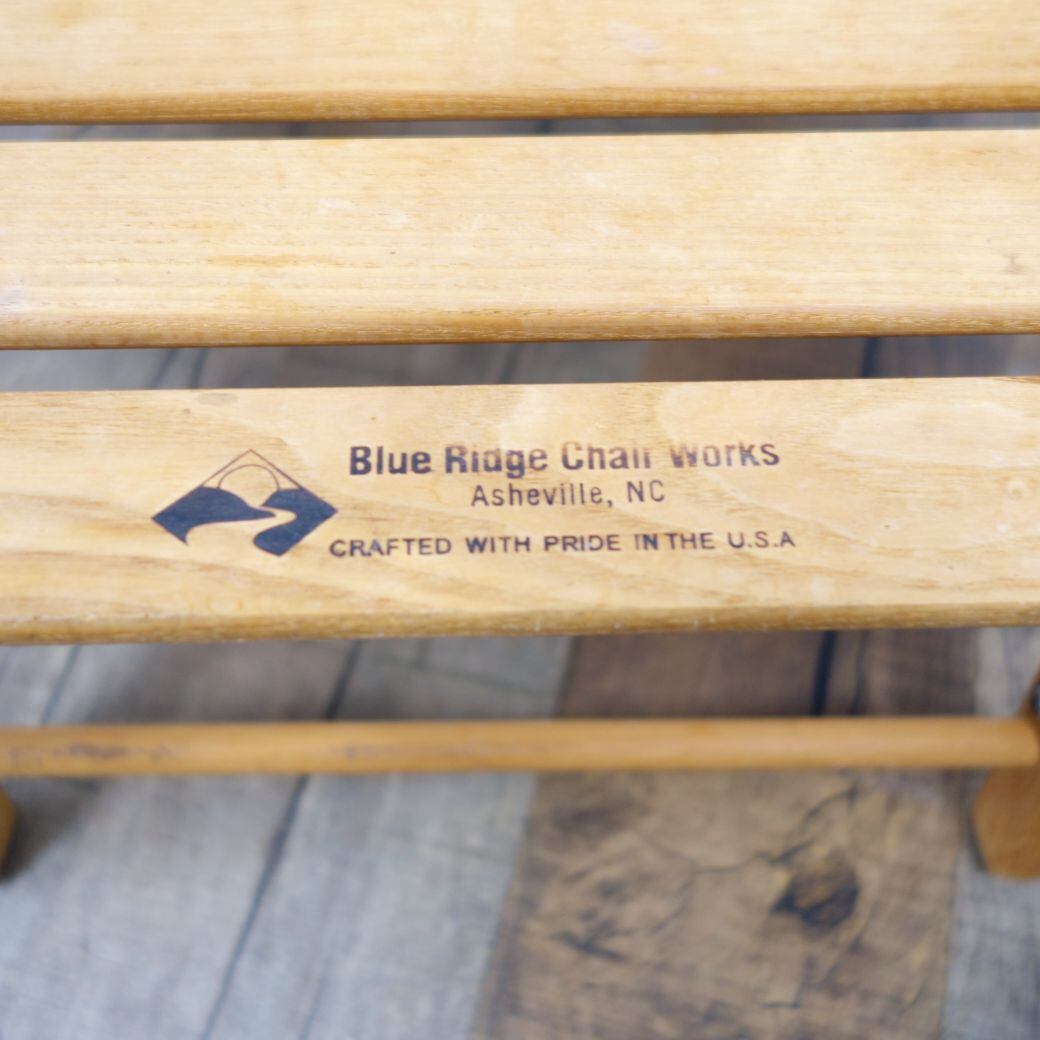 Blue Ridge Chair Works
Asheville, NC
CRAFTED WITH PRIDE IN THE U.S.A